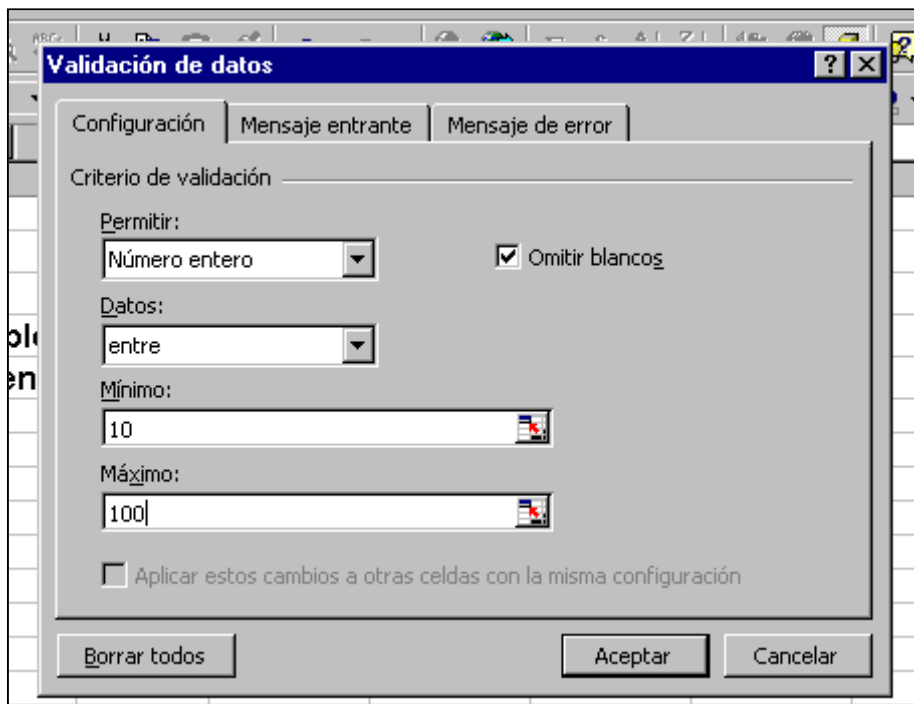 Validación de datos
Configuración Mensaje entrante Mensaje de error
Criterio de validación
Permitir:
Número entero Omitir blancos
Datos:
entre
Mínimo:
10
Máximo:
100
Aplicar estos cambios a otras celdas con la misma configuración
Borrar todos Aceptar Cancelar